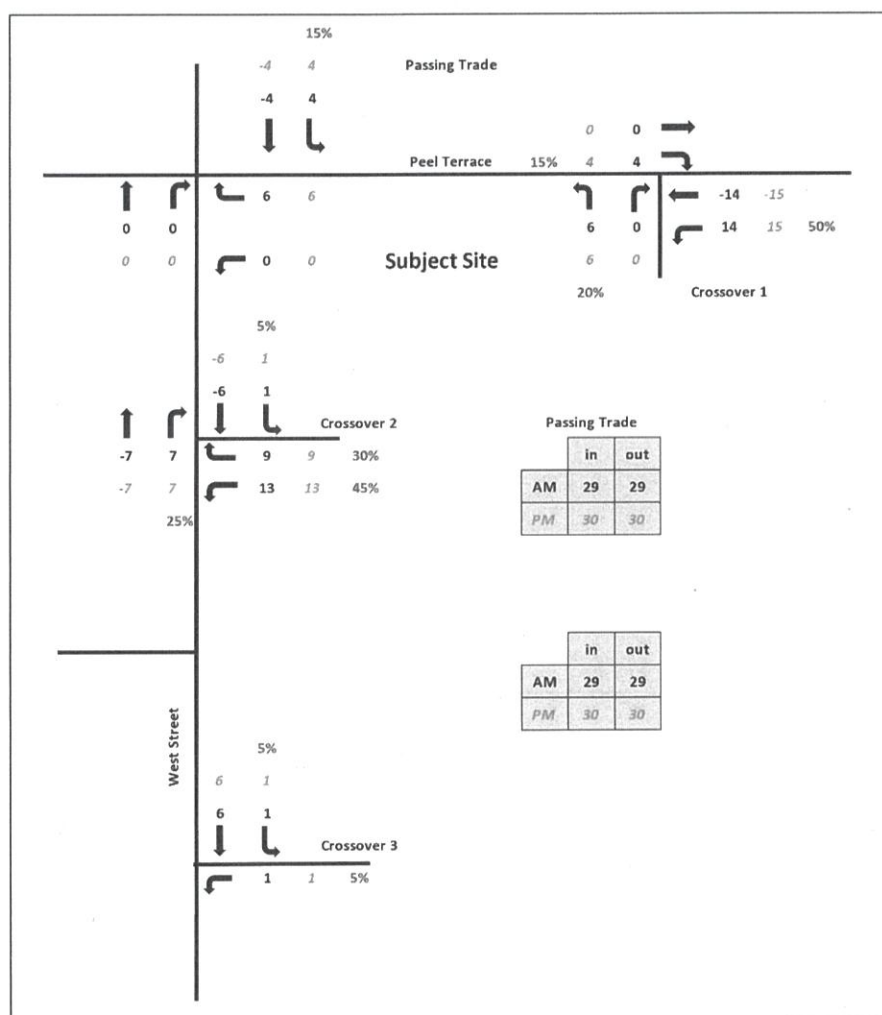 15%
-4 4 Passing Trade
-4 4
0 0
Peel Terrace 15% 4 4
6 6
-14 -15
0 0
6 0
14 15 50%
0 0
0 0
Subject Site
6 0
20% Crossover 1
5%
-6 1
-6 1
Crossover 2
-7 7
9 9 30%
-7 7
13 13 45%
25%
Passing Trade
in out
AM 29 29
PM 30 30
in out
AM 29 29
PM 30 30
West Street
5%
6 1
6 1
Crossover 3
1 1 5%